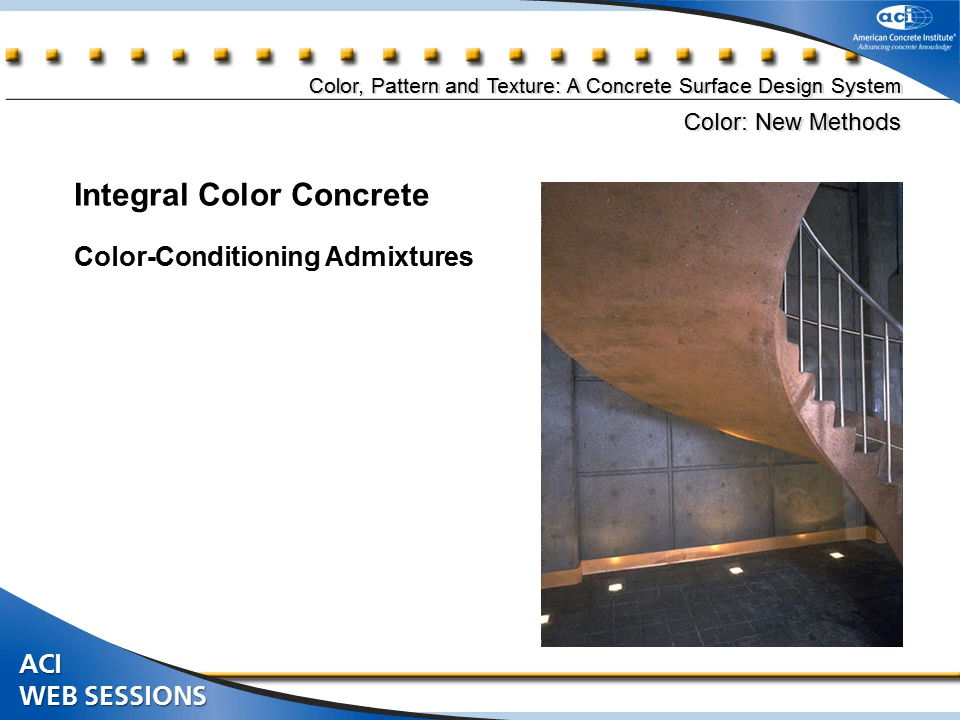 aci
American Concrete Institute®
Advancing concrete knowledge
Color, Pattern and Texture: A Concrete Surface Design System
Color: New Methods
Integral Color Concrete
Color-Conditioning Admixtures
ACI
WEB SESSIONS